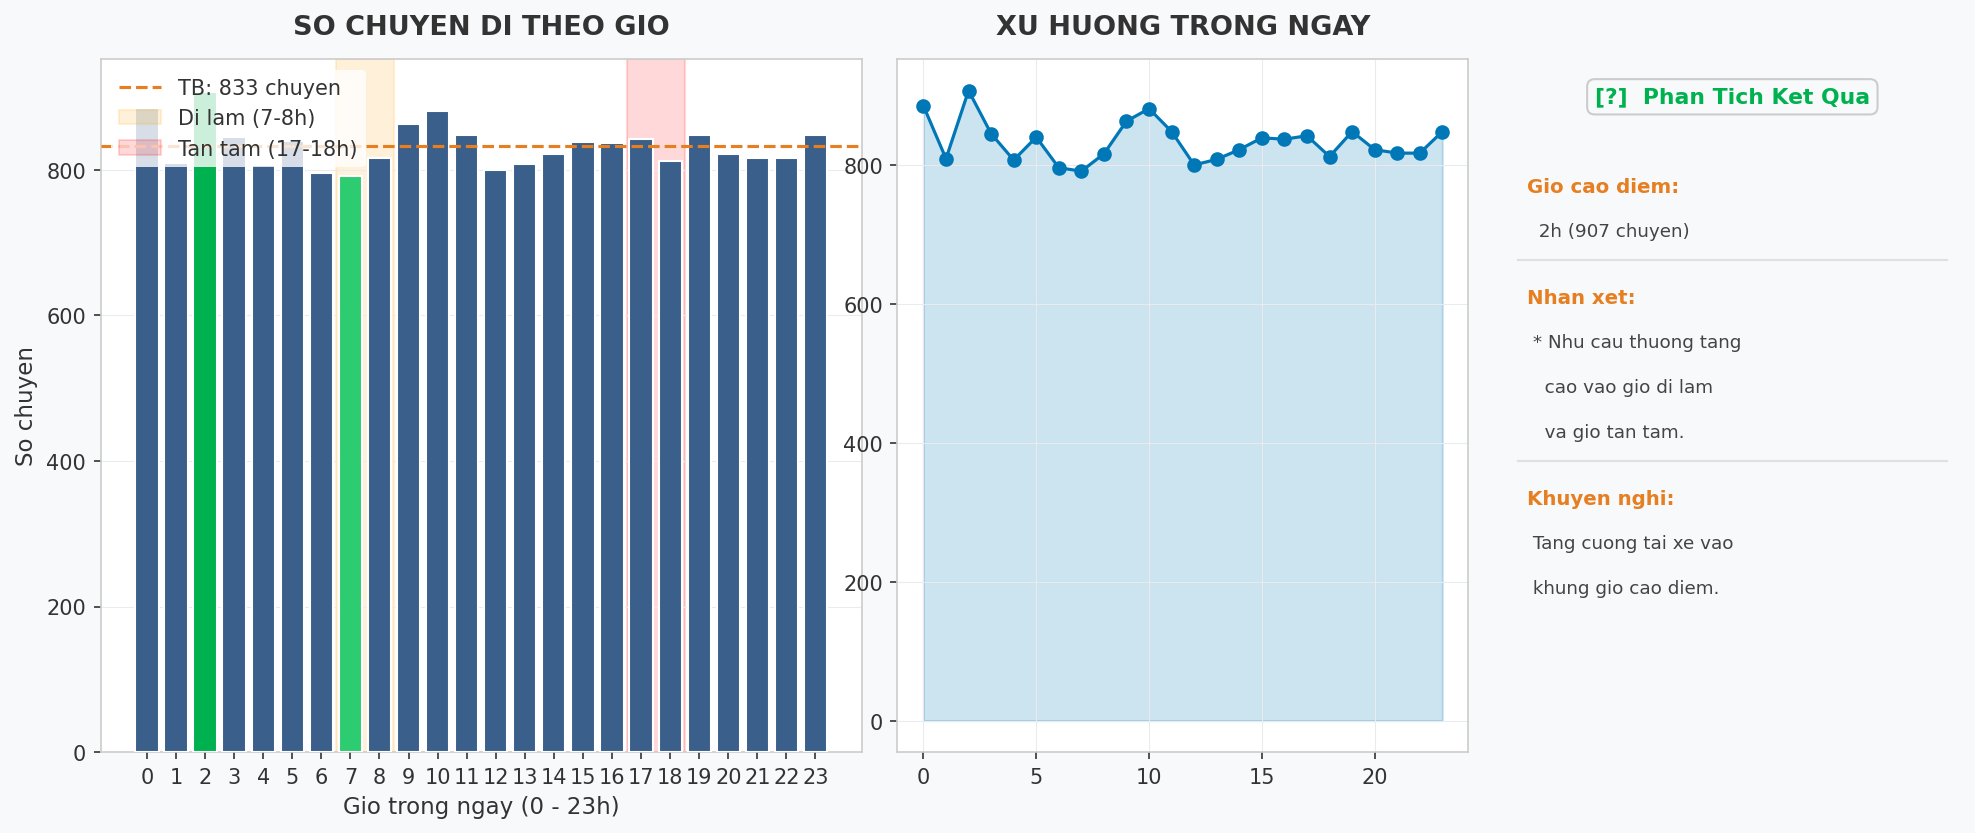 SO CHUYEN DI THEO GIO
TB: 833 chuyen
Di lam (7-8h)
Tan tam (17-18h)
800
600
400
200
0
So chuyen
0 1 2 3 4 5 6 7 8 9 10 11 12 13 14 15 16 17 18 19 20 21 22 23
Gio trong ngay (0 - 23h)
XU HUONG TRONG NGAY
800
600
400
200
0
0 5 10 15 20
[?] Phan Tich Ket Qua
Gio cao diem:
2h (907 chuyen)
Nhan xet:
* Nhu cau thuong tang
cao vao gio di lam
va gio tan tam.
Khuyen nghi:
Tang cuong tai xe vao
khung gio cao diem.